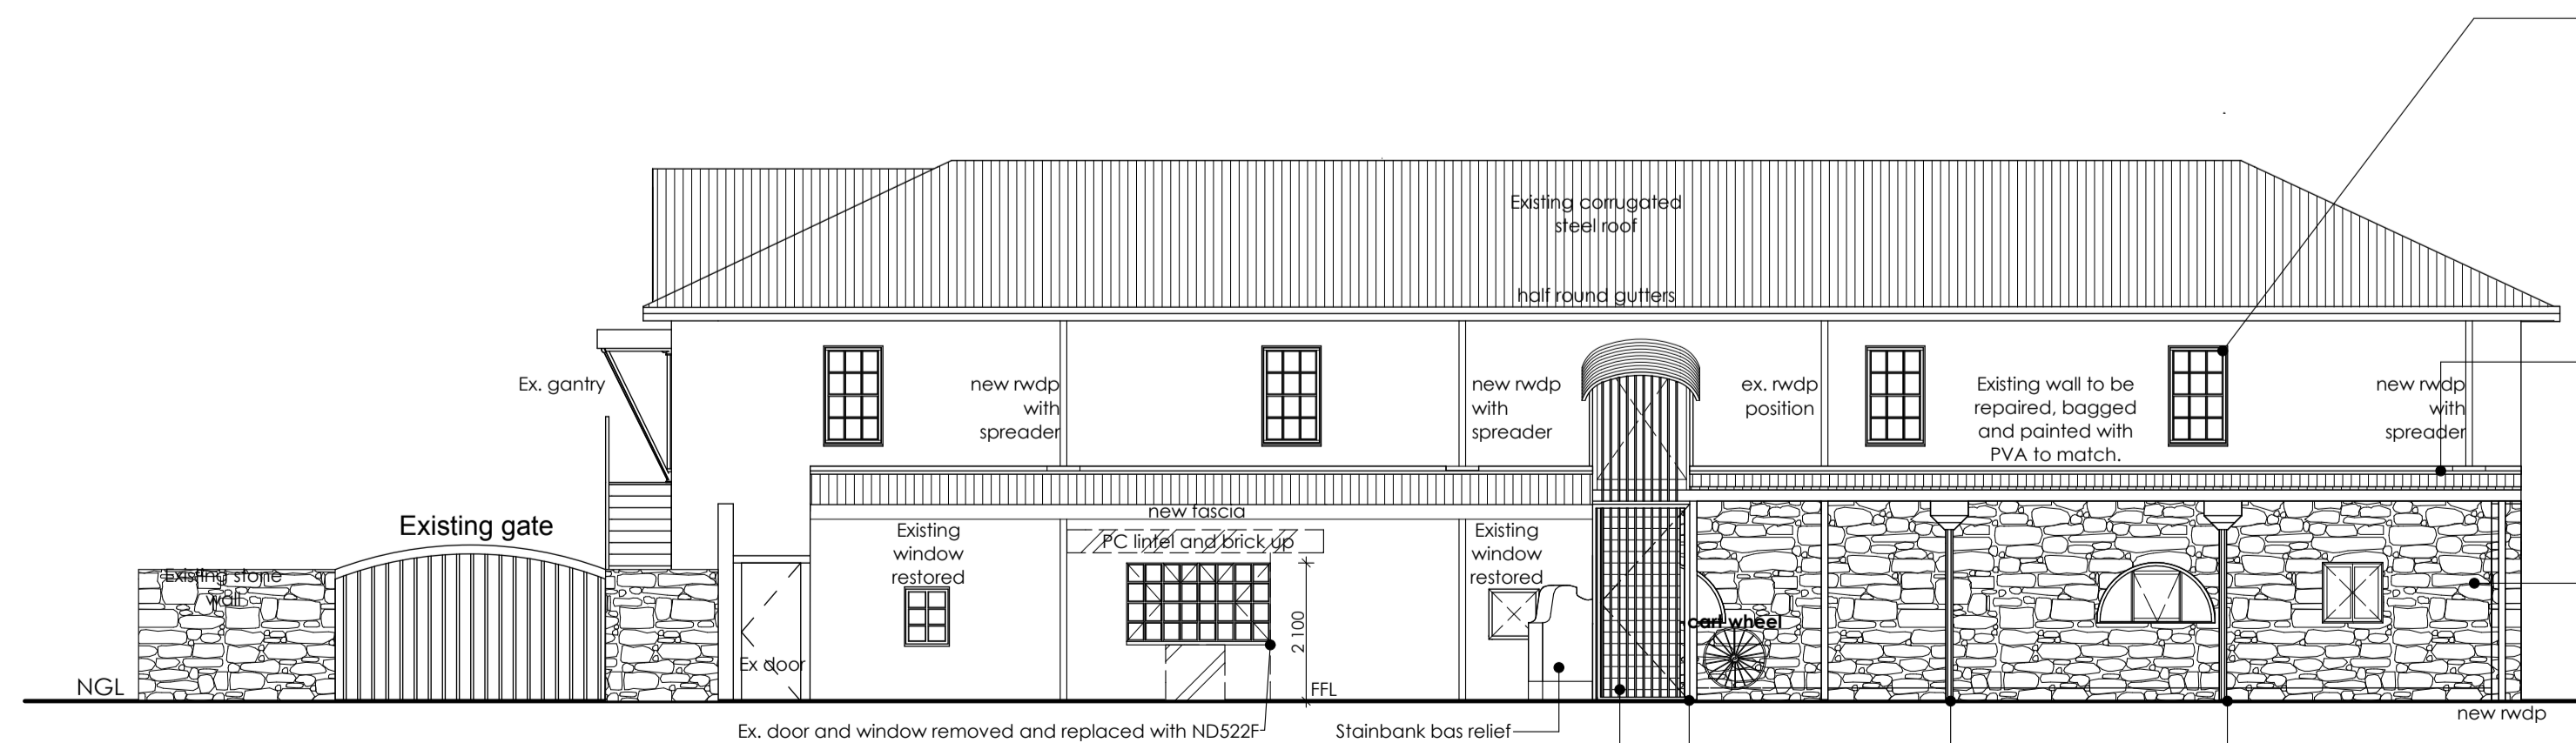 Existing corrugated
steel roof
half round gutters
Ex. gantry
new rwdp
with
spreader
new rwdp
with
spreader
ex. rwdp
position
Existing wall to be
repaired, bagged
and painted with
PVA to match.
new rwdp
with
spreader
Existing gate
new fascia
Existing
window
restored
PC lintel and brick up
Existing
window
restored
Existing stone
wall
2 100
cart wheel
Ex door
NGL
FFL
Ex. door and window removed and replaced with ND522F
Stainbank bas relief
new rwdp